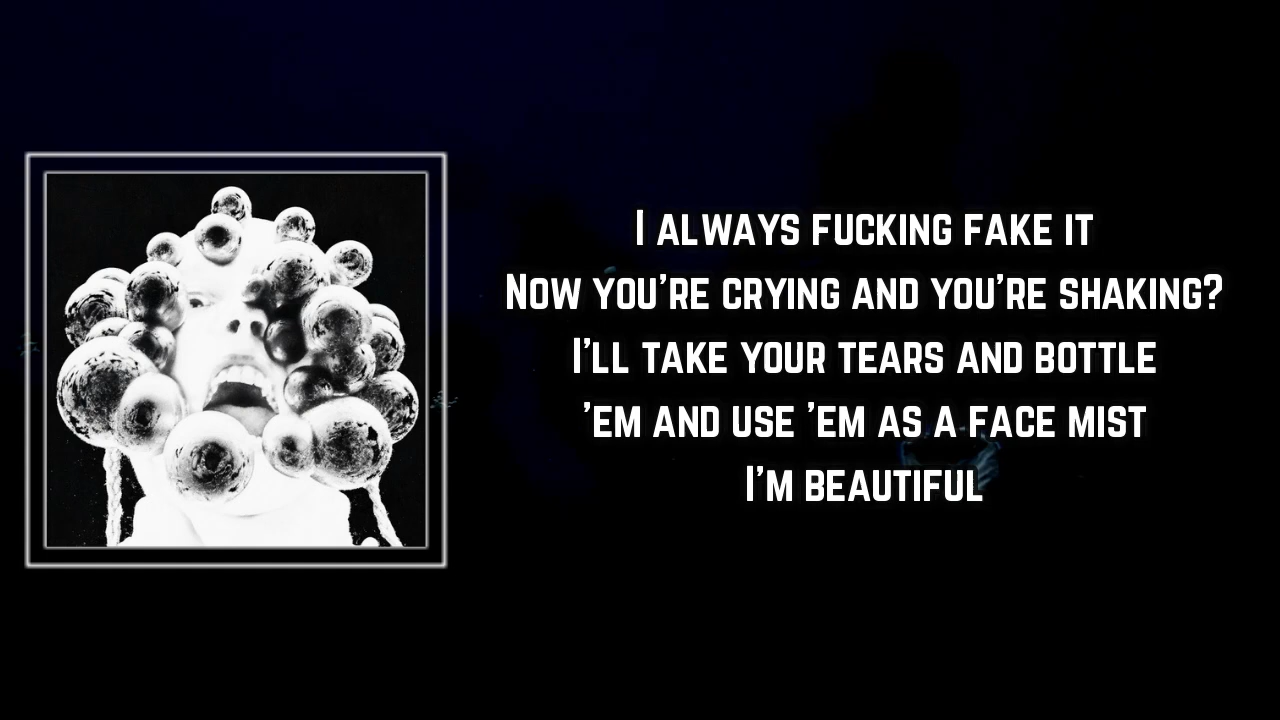 I always fucking fake it
Now you're crying and you're shaking?
I'll take your tears and bottle
'em and use 'em as a face mist
I'm beautiful